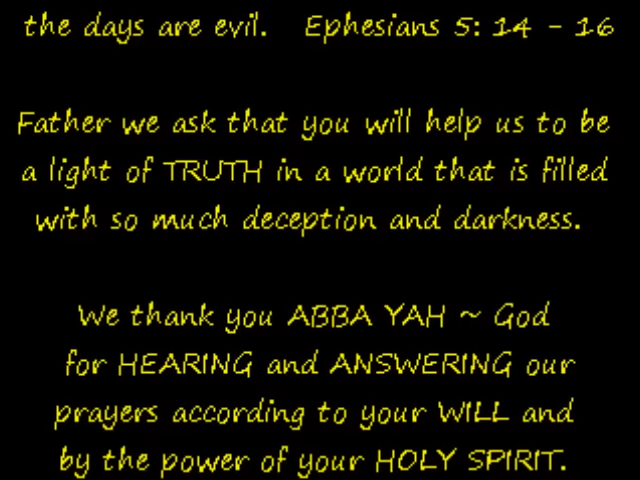 the days are evil. Ephesians 5: 14 - 16
Father we ask that you will help us to be
a light of TRUTH in a world that is filled
with so much deception and darkness.
We thank you ABBA YAH ~ God
for HEARING and ANSWERING our
prayers according to your WILL and
by the power of your HOLY SPIRIT.